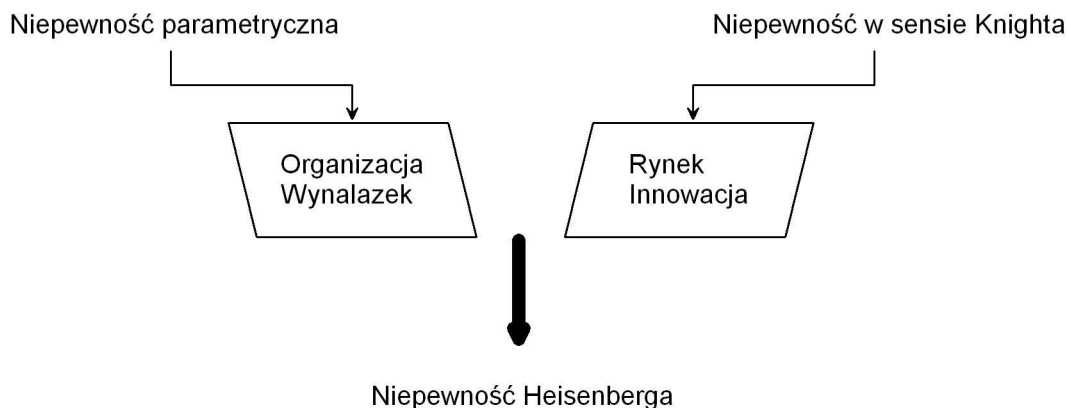 Niepewność parametryczna
Niepewność w sensie Knighta
Organizacja
Wynalazek
Rynek
Innowacja
Niepewność Heisenberga